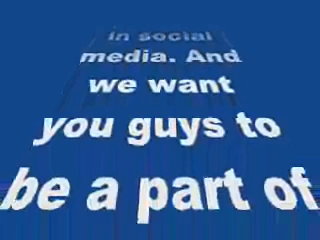 in social
media. And
we want
you guys to
be a part of